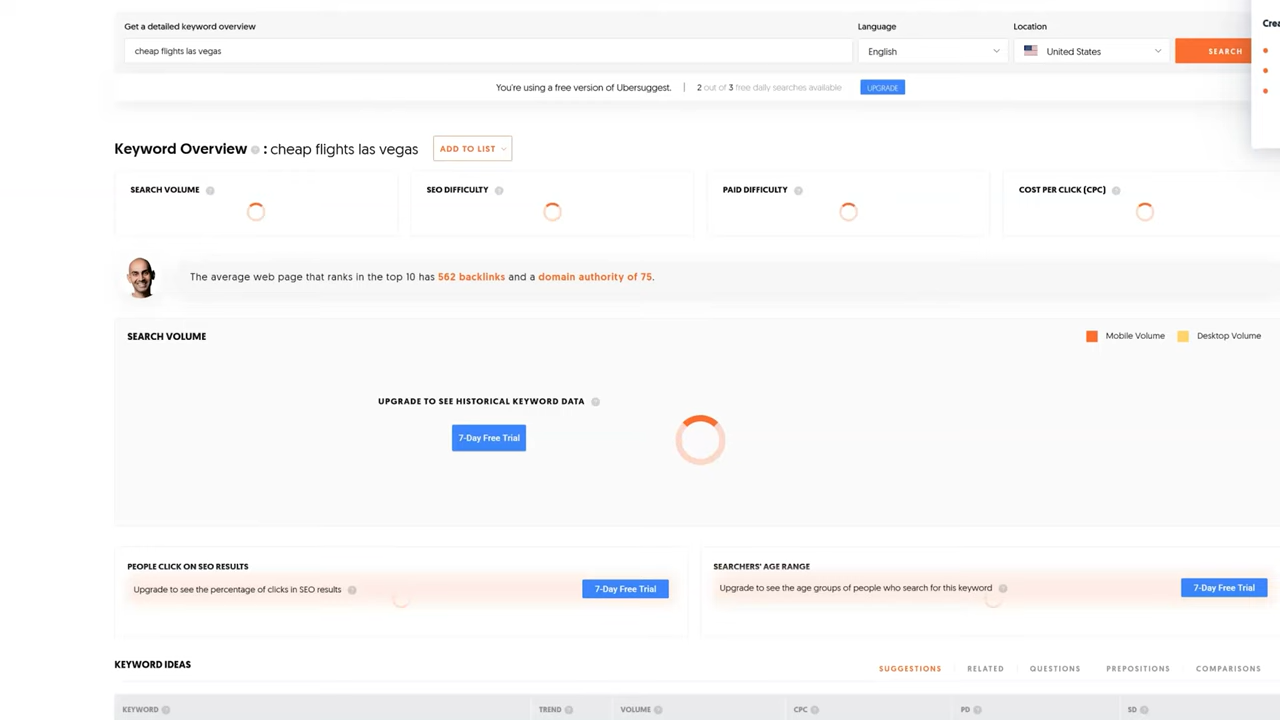 Get a detailed keyword overview Language Location
cheap flights las vegas English United States SEARCH
You're using a free version of Ubersuggest. | 2 out of 3 free daily searches available UPGRADE
Keyword Overview : cheap flights las vegas ADD TO LIST
SEARCH VOLUME SEO DIFFICULTY PAID DIFFICULTY COST PER CLICK (CPC)
The average web page that ranks in the top 10 has 562 backlinks and a domain authority of 75.
SEARCH VOLUME Mobile Volume Desktop Volume
UPGRADE TO SEE HISTORICAL KEYWORD DATA
7-Day Free Trial
PEOPLE CLICK ON SEO RESULTS SEARCHERS' AGE RANGE
Upgrade to see the percentage of clicks in SEO results 7-Day Free Trial Upgrade to see the age groups of people who search for this keyword 7-Day Free Trial
KEYWORD IDEAS SUGGESTIONS RELATED QUESTIONS PREPOSITIONS COMPARISONS
KEYWORD TREND VOLUME CPC PD SD